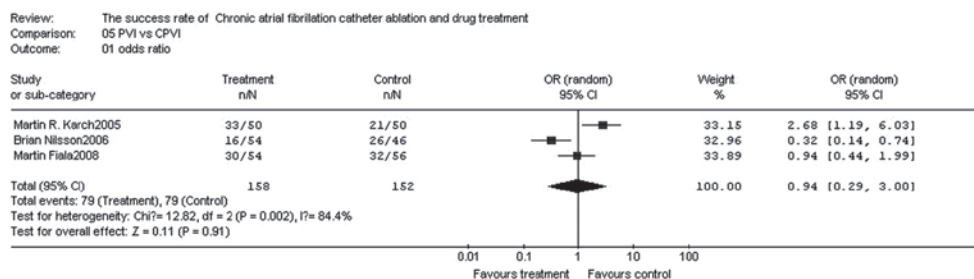 Review: The success rate of Chronic atrial fibrillation catheter ablation and drug treatment
Comparison: 05 PVI vs CPVI
Outcome: 01 odds ratio
Study Treatment Control OR (random) Weight OR (random)
or sub-category n/N n/N 95% CI % 95% CI
Martin R. Karch2005 33/50 21/50 33.15 2.68 [1.19, 6.03]
Brian Nilsson2006 16/54 26/46 32.96 0.32 [0.14, 0.74]
Martin Fiala2008 30/54 32/56 33.89 0.94 [0.44, 1.99]
Total (95% CI) 158 152 100.00 0.94 [0.29, 3.00]
Total events: 79 (Treatment), 79 (Control)
Test for heterogeneity: Chi?= 12.82, df = 2 (P = 0.002), I?= 84.4%
Test for overall effect: Z = 0.11 (P = 0.91)
0.01 0.1 1 10 100
Favours treatment Favours control